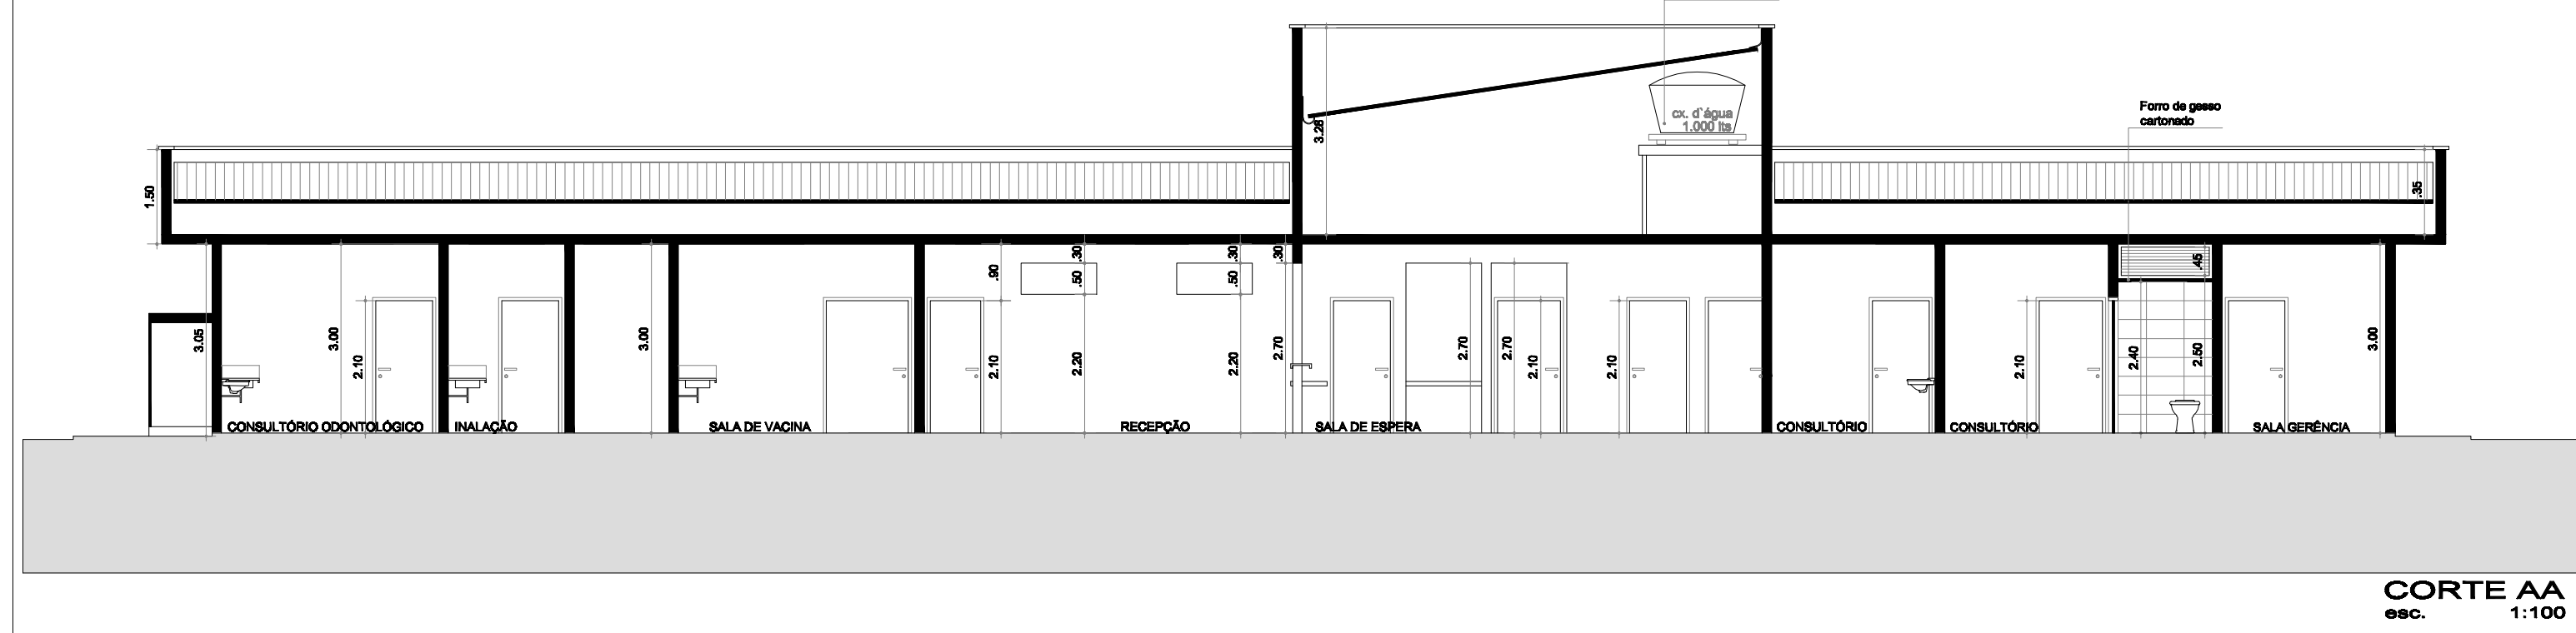 cx. d`água
1.000 lts
3.28
Forro de gesso
cartonado
1.50
.35
.30
.30
.30
.90
.50
.50
.45
3.05
3.00
2.10
3.00
2.10
2.20
2.20
2.70
2.70
2.70
2.10
2.10
2.10
2.40
2.50
3.00
CONSULTÓRIO ODONTOLÓGICO
INALAÇÃO
SALA DE VACINA
RECEPÇÃO
SALA DE ESPERA
CONSULTÓRIO
CONSULTÓRIO
SALA GERÊNCIA
CORTE AA
esc. 1:100